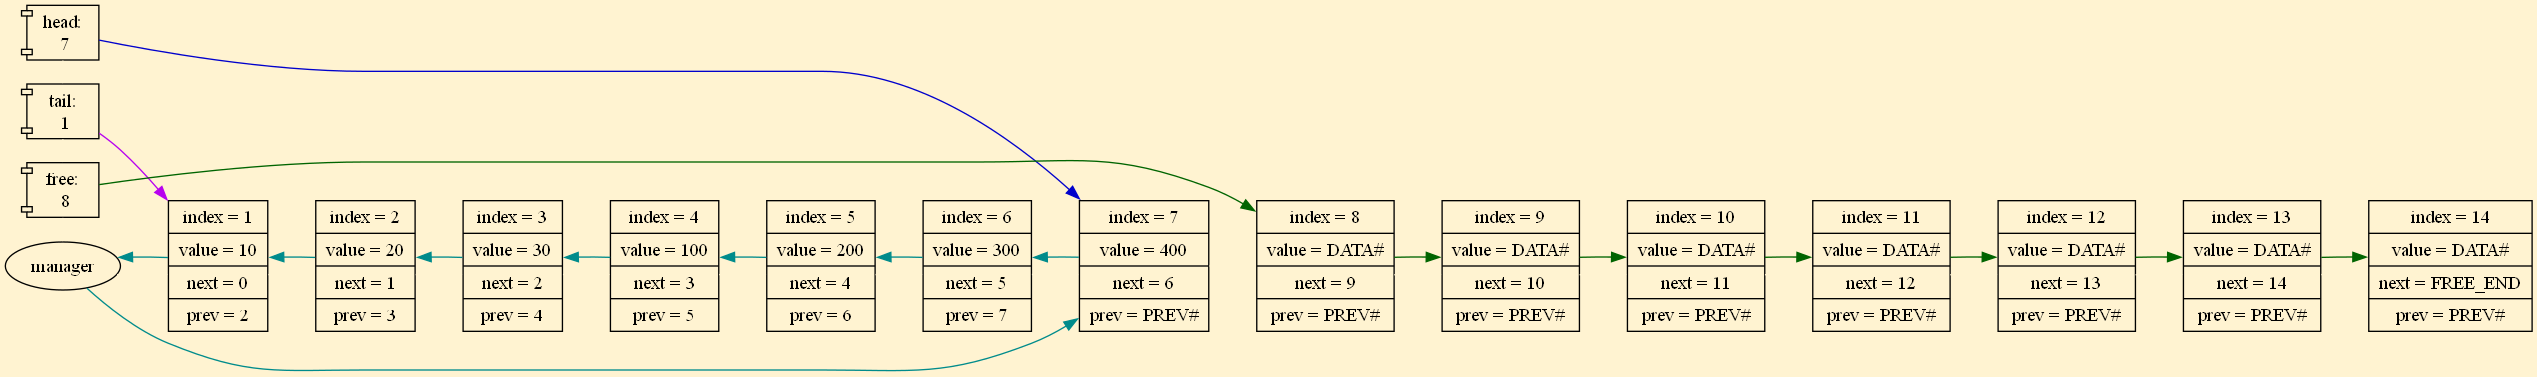 head:
7
tail:
1
free:
8
manager
index = 1
value = 10
next = 0
prev = 2
index = 2
value = 20
next = 1
prev = 3
index = 3
value = 30
next = 2
prev = 4
index = 4
value = 100
next = 3
prev = 5
index = 5
value = 200
next = 4
prev = 6
index = 6
value = 300
next = 5
prev = 7
index = 7
value = 400
next = 6
prev = PREV#
index = 8
value = DATA#
next = 9
prev = PREV#
index = 9
value = DATA#
next = 10
prev = PREV#
index = 10
value = DATA#
next = 11
prev = PREV#
index = 11
value = DATA#
next = 12
prev = PREV#
index = 12
value = DATA#
next = 13
prev = PREV#
index = 13
value = DATA#
next = 14
prev = PREV#
index = 14
value = DATA#
next = FREE_END
prev = PREV#